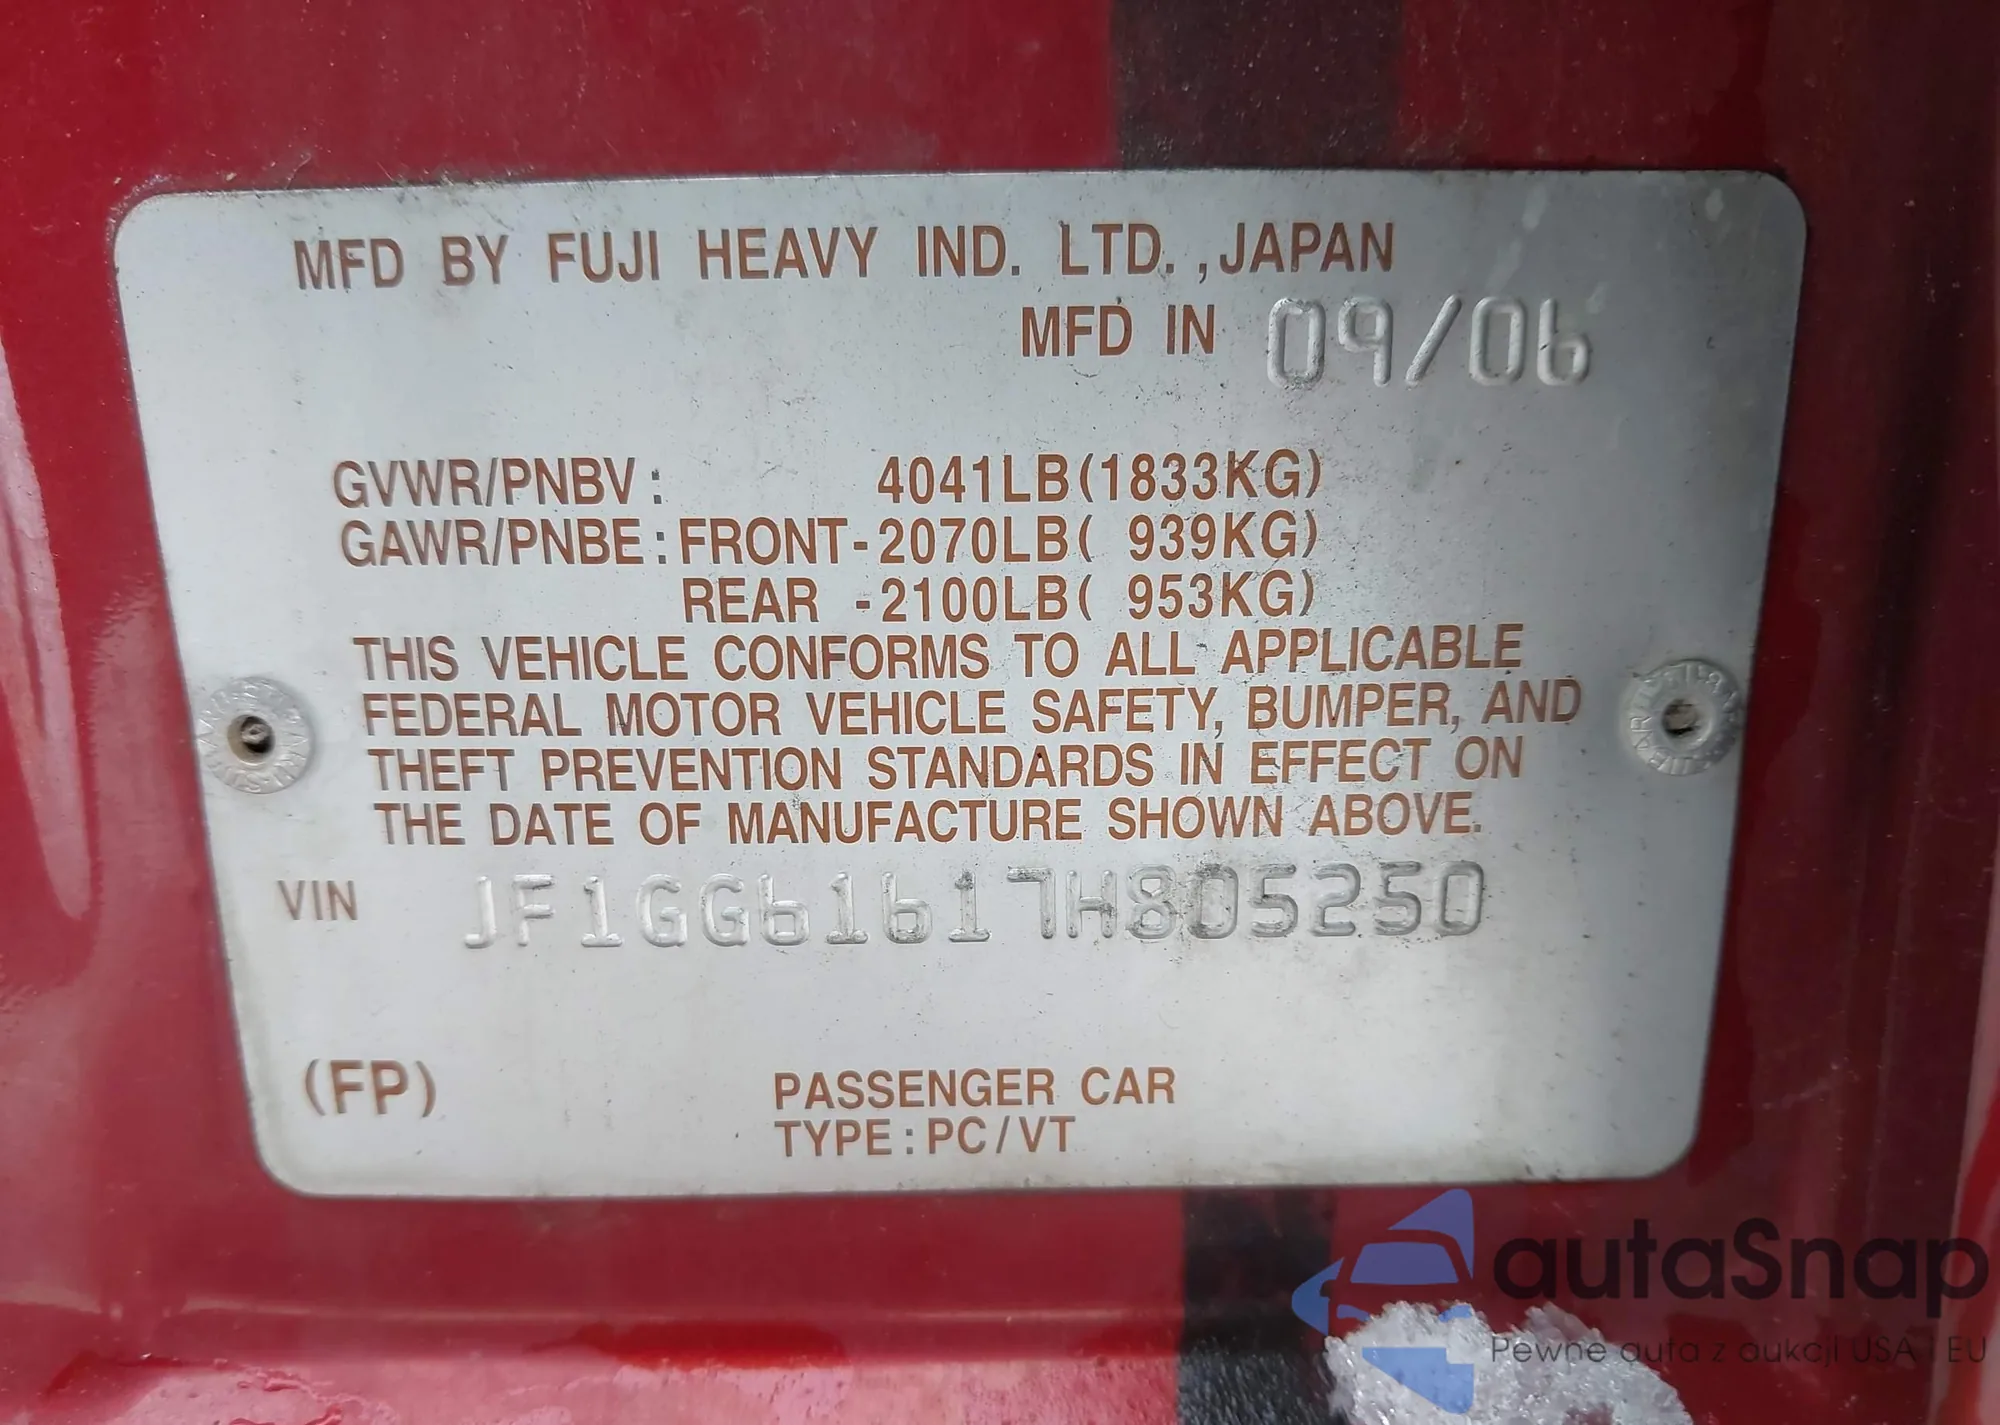 MFD BY FUJI HEAVY IND. LTD.,JAPAN
MFD IN 09/06
GVWR/PNBV: 4041LB(1833KG)
GAWR/PNBE:FRONT-2070LB( 939KG)
REAR -2100LB( 953KG)
THIS VEHICLE CONFORMS TO ALL APPLICABLE
FEDERAL MOTOR VEHICLE SAFETY, BUMPER, AND
THEFT PREVENTION STANDARDS IN EFFECT ON
THE DATE OF MANUFACTURE SHOWN ABOVE.
VIN JF1GG61617H805250
(FP) PASSENGER CAR
TYPE:PC/VT
autaSnap
Pewne auta z aukcji USA i EU